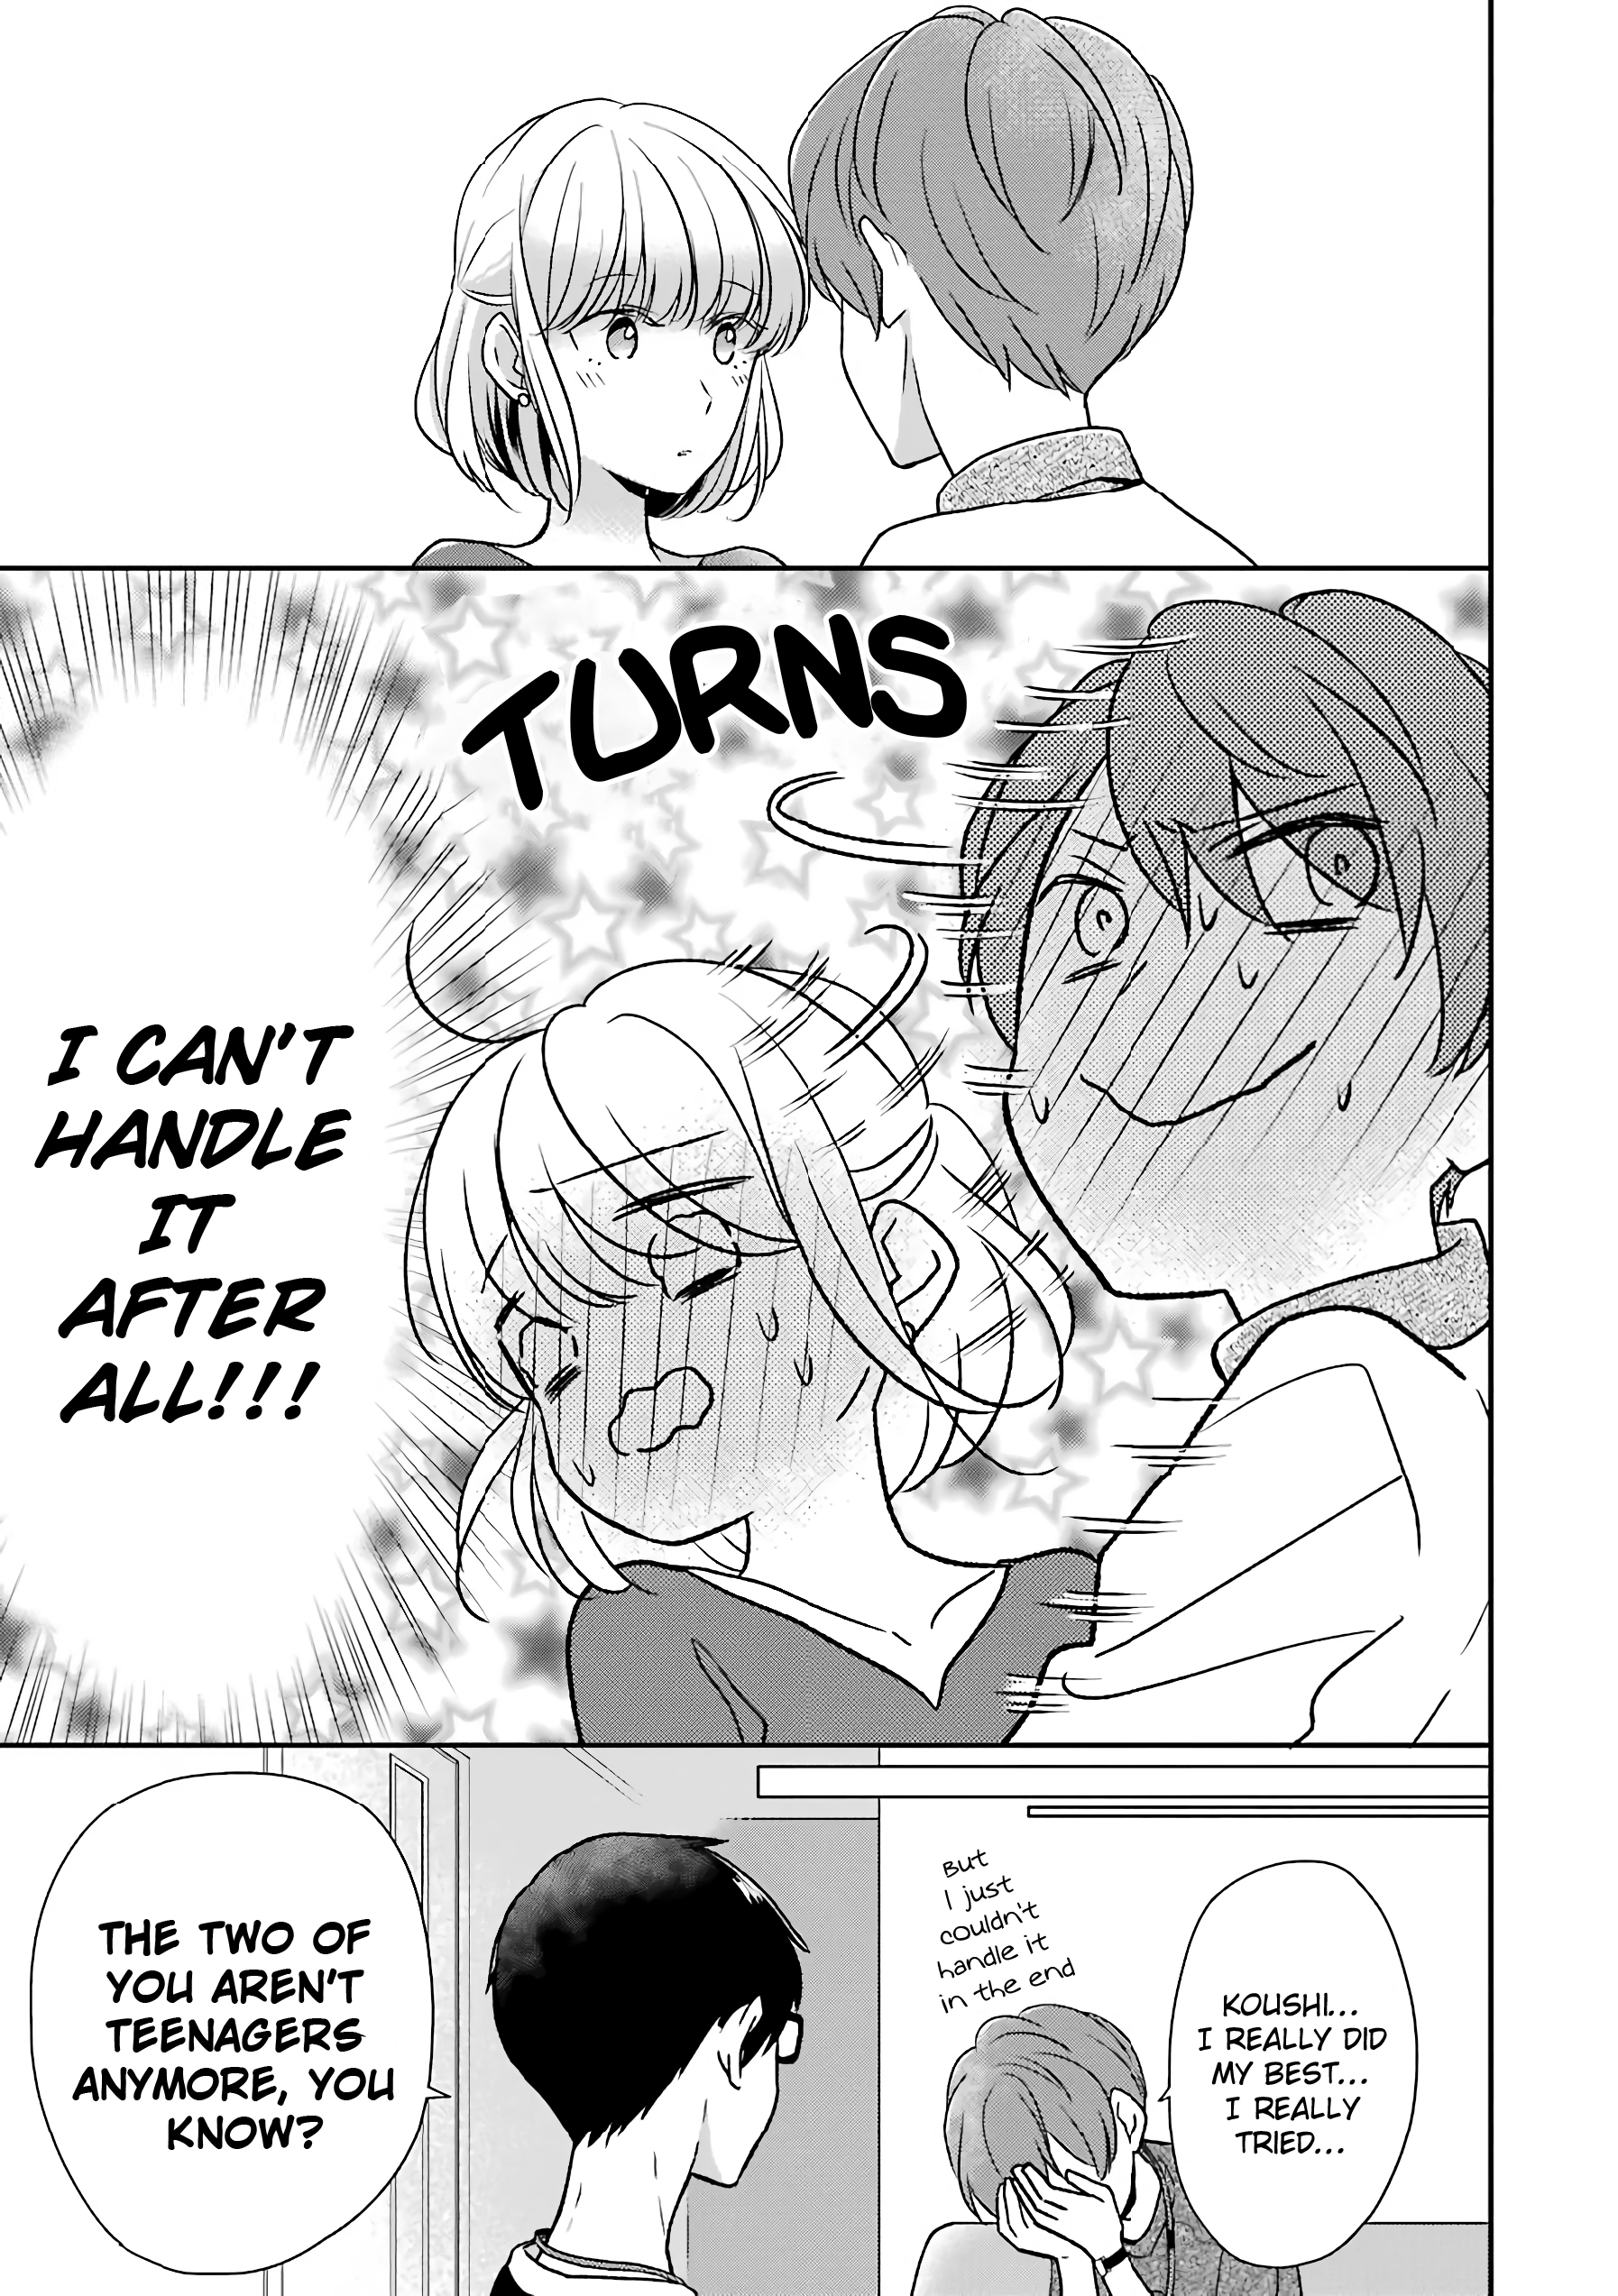 TURNS
I CAN'T
HANDLE
IT
AFTER
ALL!!!
KOUSHI...
I REALLY DID
MY BEST...
I REALLY
TRIED...
But
I just
couldn't
handle it
in the end
THE TWO OF
YOU AREN'T
TEENAGERS
ANYMORE, YOU
KNOW?